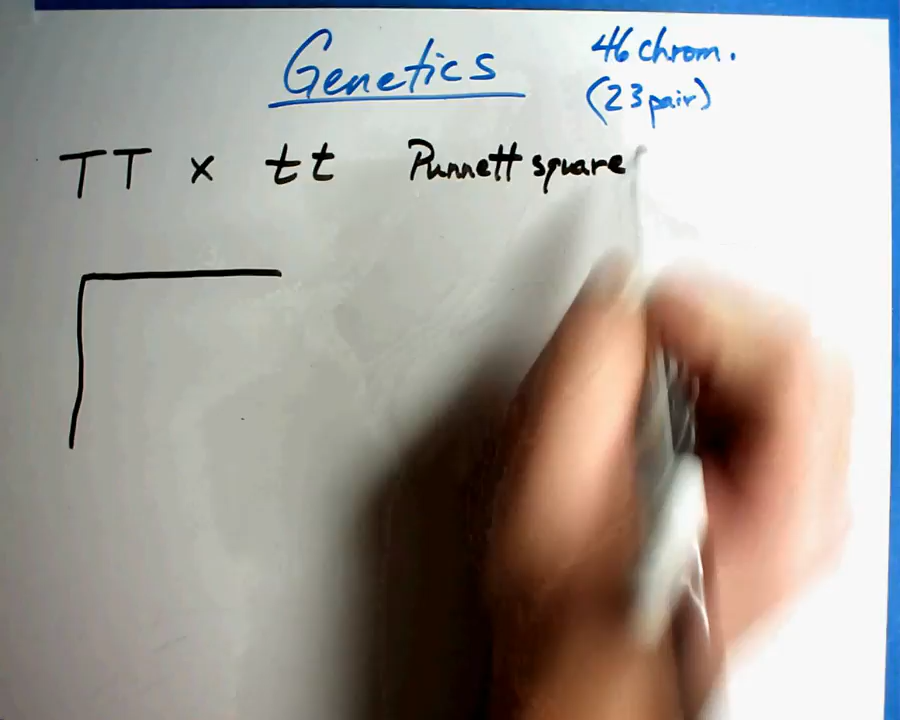 Genetics
46 chrom.
(23 pair)
TT x tt
Punnett square